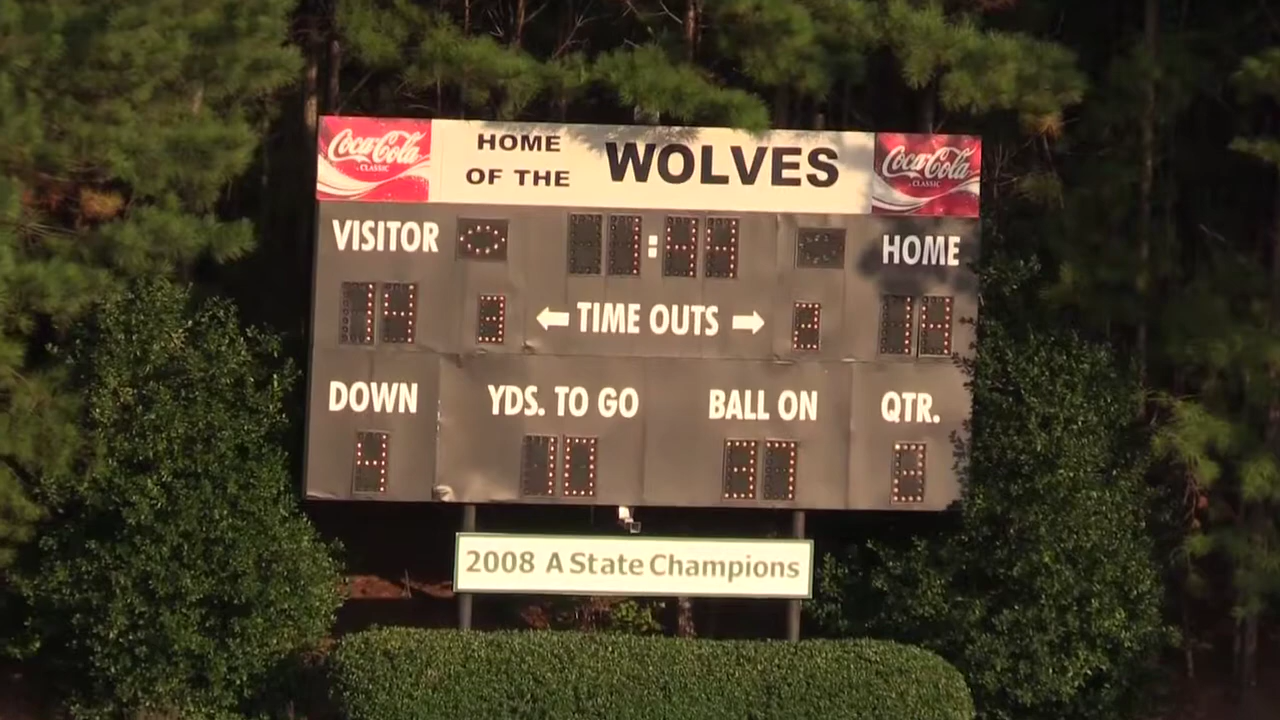 Coca-Cola
CLASSIC
HOME
OF THE
WOLVES
Coca-Cola
CLASSIC
VISITOR
HOME
TIME OUTS
DOWN
YDS. TO GO
BALL ON
QTR.
2008 A State Champions